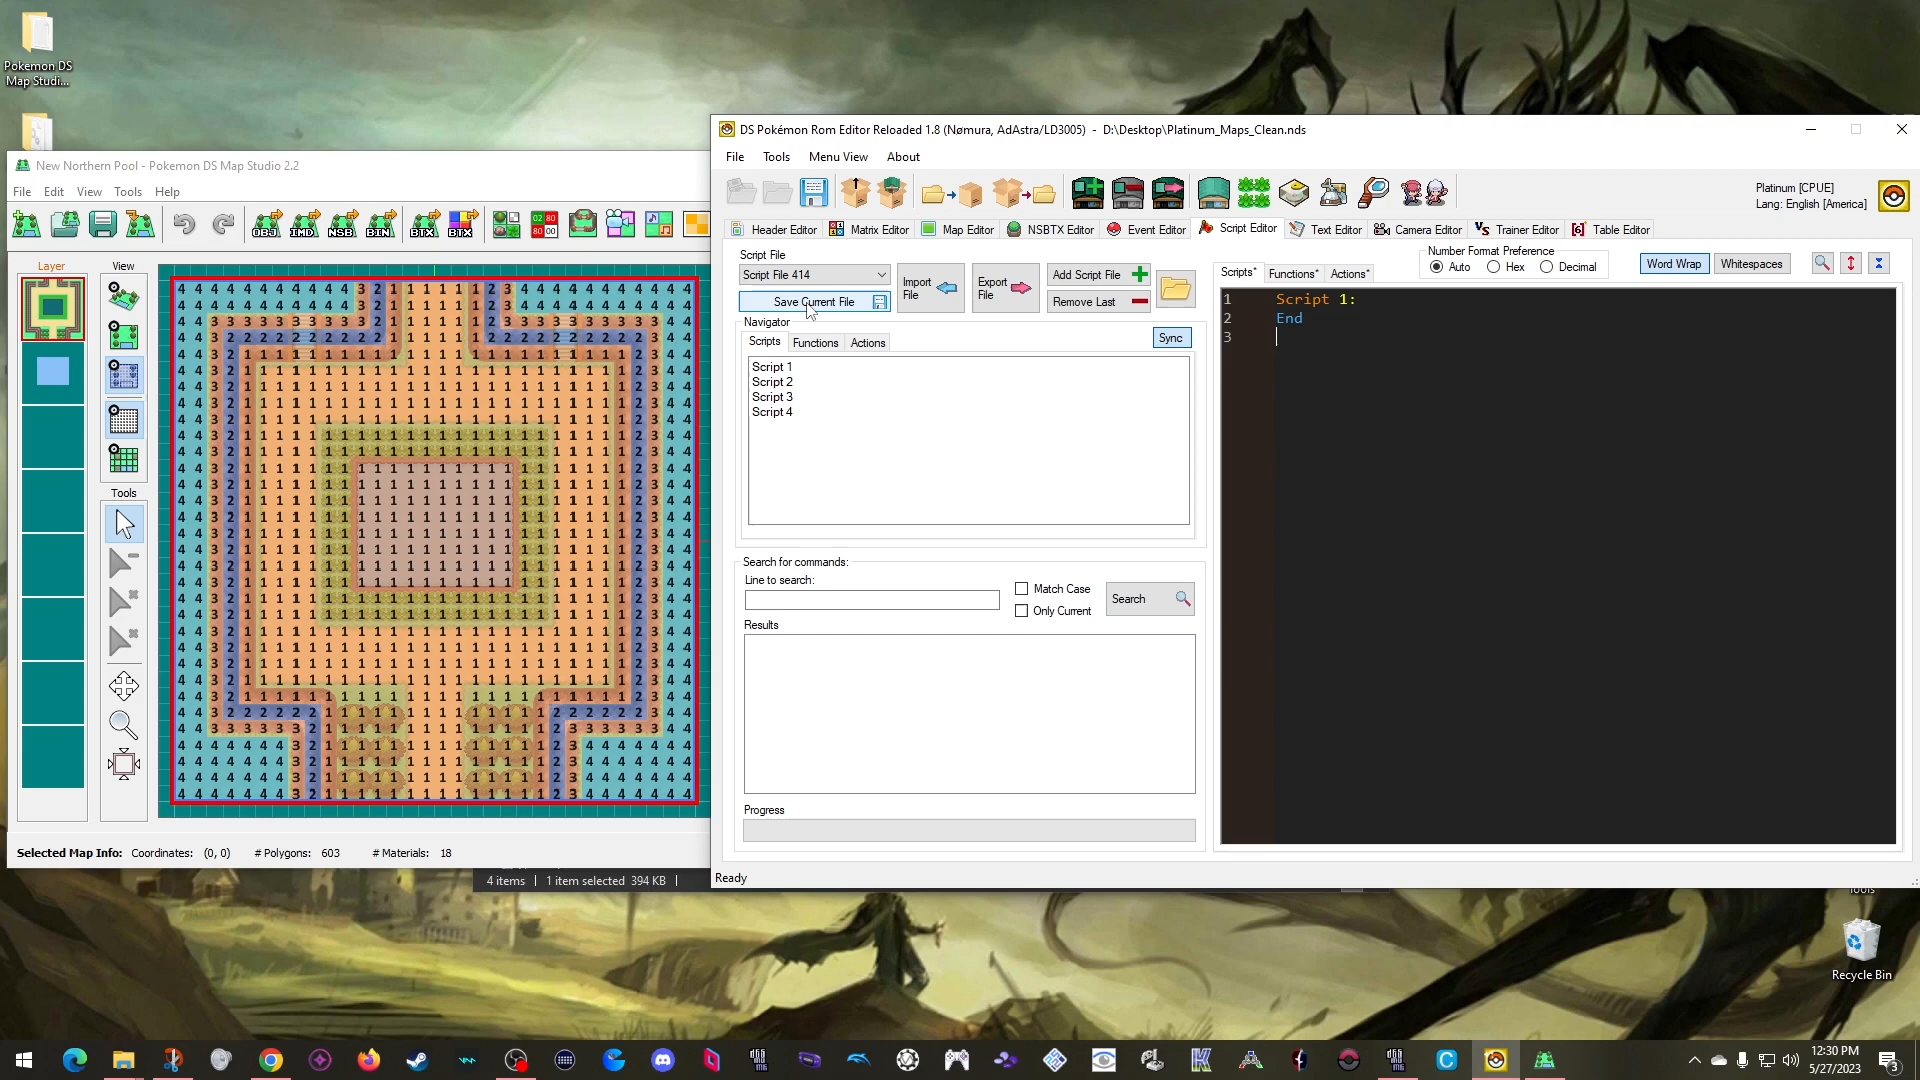 Pokemon DS
Map Studi...
New Northern Pool - Pokemon DS Map Studio 2.2
File Edit View Tools Help
Layer
View
Tools
Selected Map Info: Coordinates: (0, 0) # Polygons: 603 # Materials: 18
4 items | 1 item selected 394 KB |
DS Pokémon Rom Editor Reloaded 1.8 (Nømura, AdAstra/LD3005) - D:\Desktop\Platinum_Maps_Clean.nds
File Tools Menu View About
Platinum [CPUE]
Lang: English [America]
Header Editor Matrix Editor Map Editor NSBTX Editor Event Editor Script Editor Text Editor Camera Editor Trainer Editor Table Editor
Script File
Script File 414
Save Current File
Import File
Export File
Add Script File
Remove Last
Navigator
Scripts Functions Actions
Sync
Script 1
Script 2
Script 3
Script 4
Search for commands:
Line to search:
Match Case
Only Current
Search
Results
Progress
Ready
Scripts* Functions* Actions*
Number Format Preference
Auto Hex Decimal
Word Wrap Whitespaces
1 Script 1:
2 End
3
Recycle Bin
12:30 PM
5/27/2023